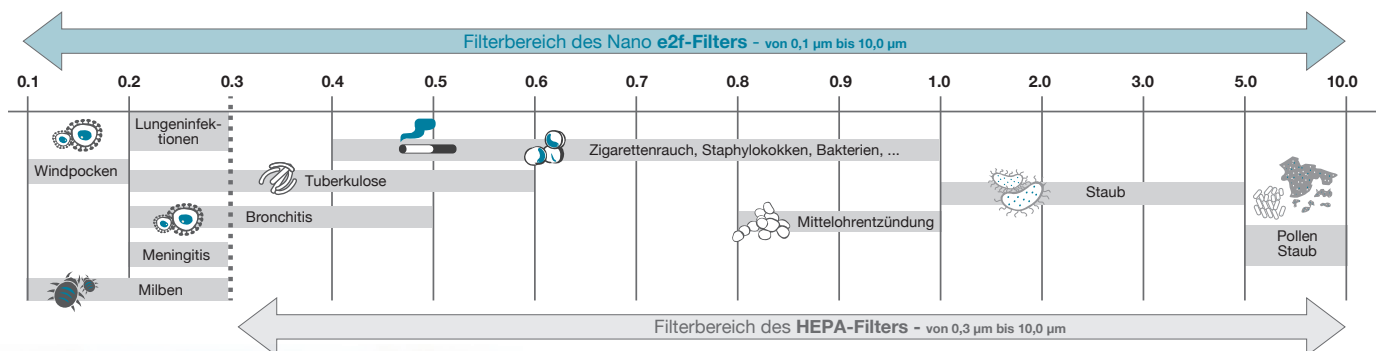 Filterbereich des Nano e2f-Filters - von 0,1 µm bis 10,0 µm
0.1 0.2 0.3 0.4 0.5 0.6 0.7 0.8 0.9 1.0 2.0 3.0 5.0 10.0
Lungeninfek-
tionen
Zigarettenrauch, Staphylokokken, Bakterien, ...
Windpocken
Tuberkulose
Staub
Bronchitis
Mittelohrentzündung
Pollen
Staub
Meningitis
Milben
Filterbereich des HEPA-Filters - von 0,3 µm bis 10,0 µm